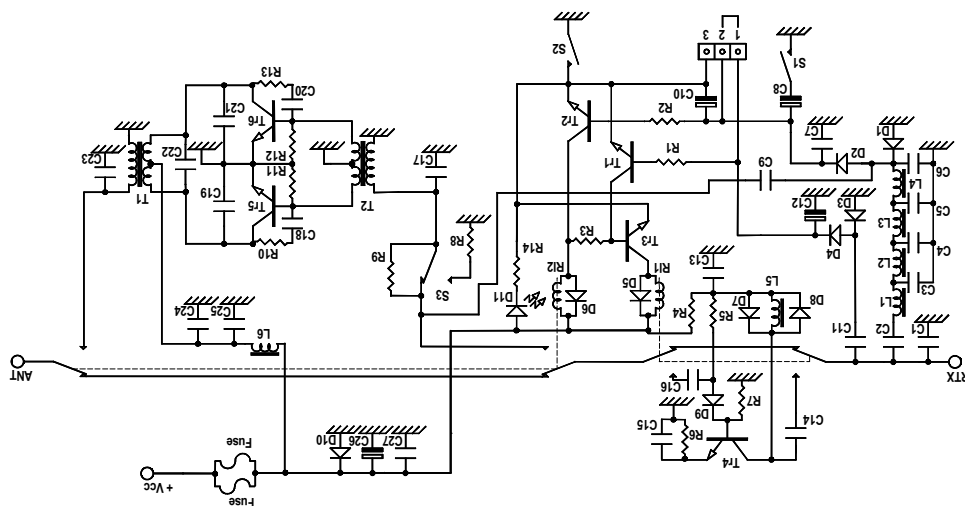 Tr4
C14
R6
C15
D9
R7
C16
Fuse
Fuse
+ Vcc
C27
C26
D10
RTX
ANT
C1
C2
C11
D8
L5
D7
R5
R4
C13
L1
C3
L2
C4
L3
C5
L4
C6
D4
D3
C12
D1
D2
C7
C9
Rl1
D5
D6
Rl2
D11
R14
Tr3
R3
Tr1
R1
R2
Tr2
C8
S1
1
2
3
C10
S2
S3
R8
R9
C17
L6
C25
C24
T2
C18
R10
Tr5
C19
R11
R12
Tr6
C20
R13
C21
C22
T1
C23